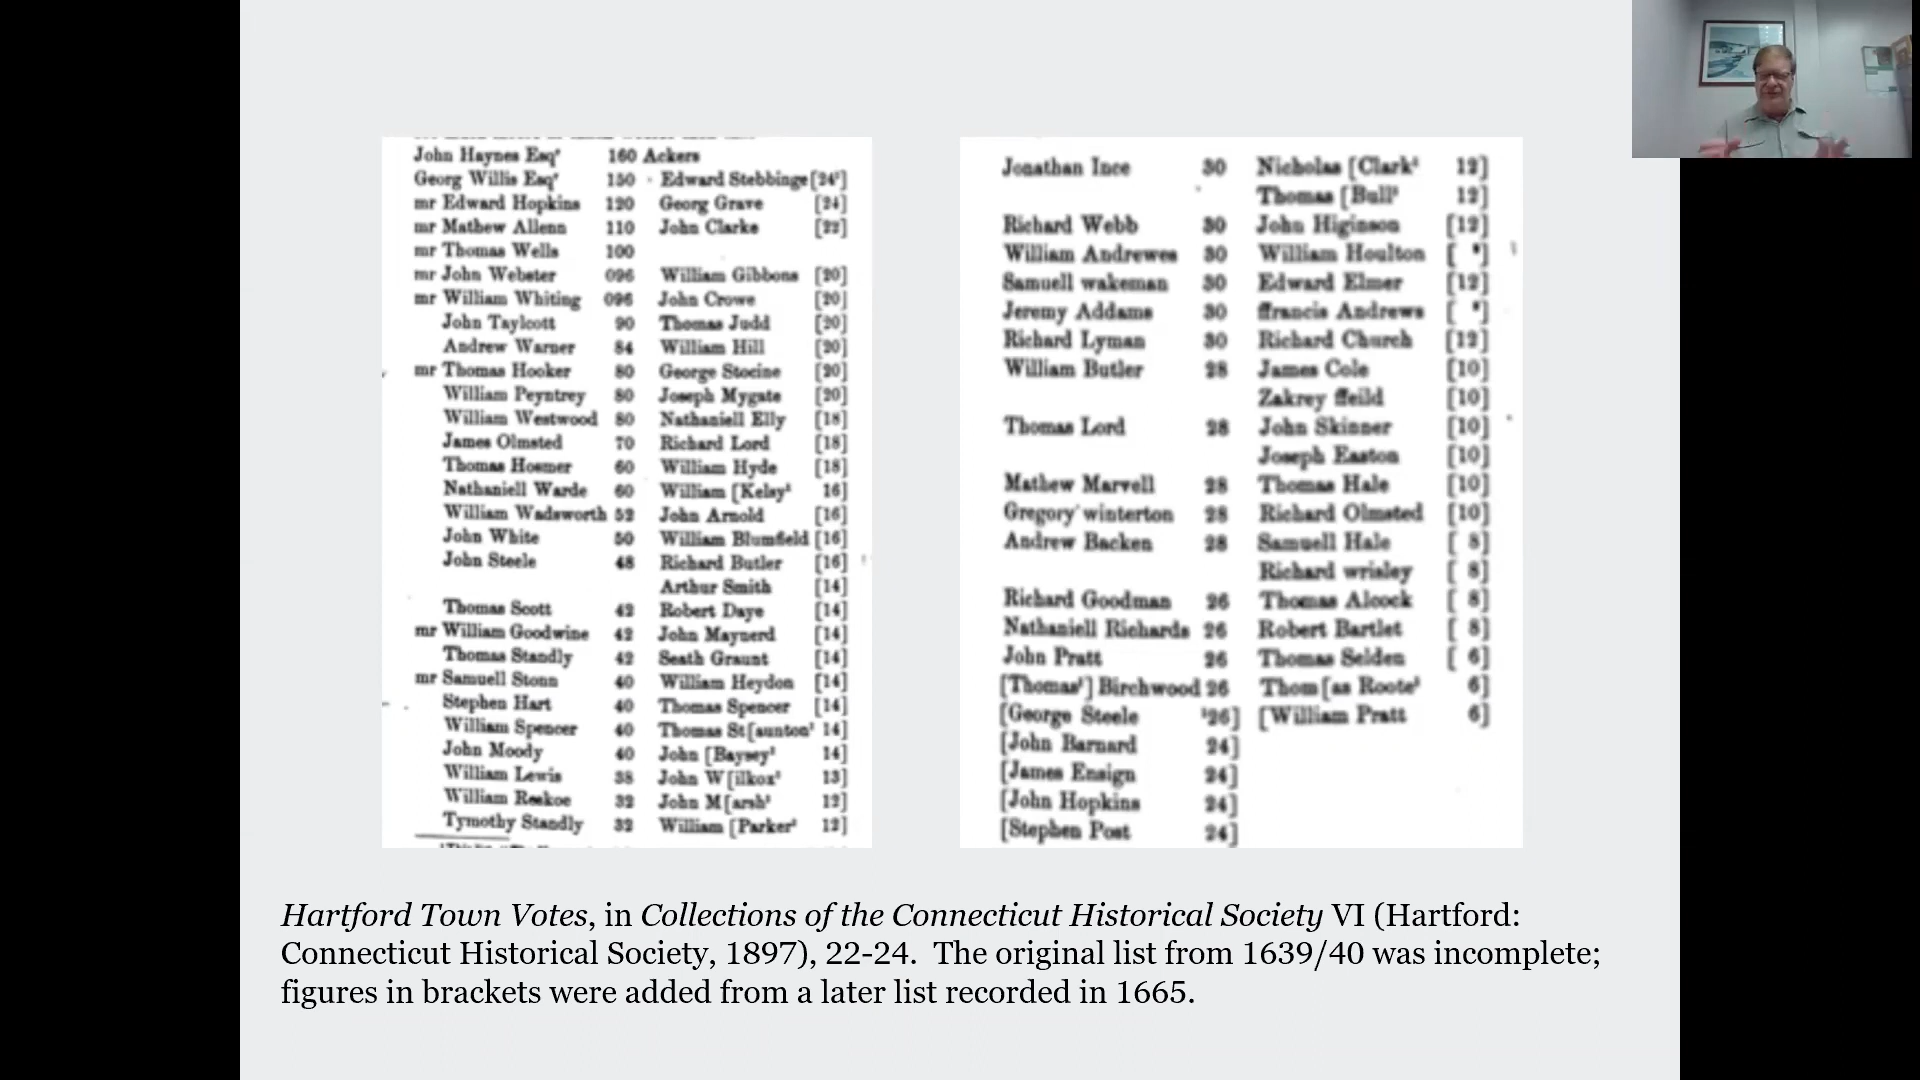 John Haynes Esqr 160 Ackers
Georg Willis Esqr 150 Edward Stebbinge [24¹]
mr Edward Hopkins 120 Georg Grave [24]
mr Mathew Allenn 110 John Clarke [22]
mr Thomas Wells 100
mr John Webster 096 William Gibbons [20]
mr William Whiting 096 John Crowe [20]
John Taylcott 90 Thomas Judd [20]
Andrew Warner 84 William Hill [20]
mr Thomas Hooker 80 George Stocine [20]
William Peyntrey 80 Joseph Mygate [20]
William Westwood 80 Nathaniell Elly [18]
James Olmsted 70 Richard Lord [18]
Thomas Hosmer 60 William Hyde [18]
Nathaniell Warde 60 William [Kelsy¹ 16]
William Wadsworth 52 John Arnold [16]
John White 50 William Blumfield [16]
John Steele 48 Richard Butler [16]
Arthur Smith [14]
Thomas Scott 42 Robert Daye [14]
mr William Goodwine 42 John Maynerd [14]
Thomas Standly 42 Seath Graunt [14]
mr Samuell Stonn 40 William Heydon [14]
Stephen Hart 40 Thomas Spencer [14]
William Spencer 40 Thomas St[aunton¹ 14]
John Moody 40 John [Baysey¹ 14]
William Lewis 38 John W[ilkox¹ 13]
William Reskoe 32 John M[arsh¹ 12]
Tymothy Standly 32 William [Parker¹ 12]
Jonathan Ince 30 Nicholas [Clark¹ 12]
Thomas [Bull¹ 12]
Richard Webb 30 John Higinson [12]
William Andrewes 30 William Houlton [ ]
Samuell wakeman 30 Edward Elmer [12]
Jeremy Addams 30 ffrancis Andrews [ ]
Richard Lyman 30 Richard Church [12]
William Butler 28 James Cole [10]
Zakrey ffeild [10]
Thomas Lord 28 John Skinner [10]
Joseph Easton [10]
Mathew Marvell 28 Thomas Hale [10]
Gregory winterton 28 Richard Olmsted [10]
Andrew Backen 28 Samuell Hale [ 8]
Richard wrisley [ 8]
Richard Goodman 26 Thomas Alcock [ 8]
Nathaniell Richards 26 Robert Bartlet [ 8]
John Pratt 26 Thomas Selden [ 6]
[Thomas¹] Birchwood 26 Thom[as Roote¹ 6]
[George Steele ¹26] [William Pratt 6]
[John Barnard 24]
[James Ensign 24]
[John Hopkins 24]
[Stephen Post 24]
Hartford Town Votes, in Collections of the Connecticut Historical Society VI (Hartford:
Connecticut Historical Society, 1897), 22-24. The original list from 1639/40 was incomplete;
figures in brackets were added from a later list recorded in 1665.